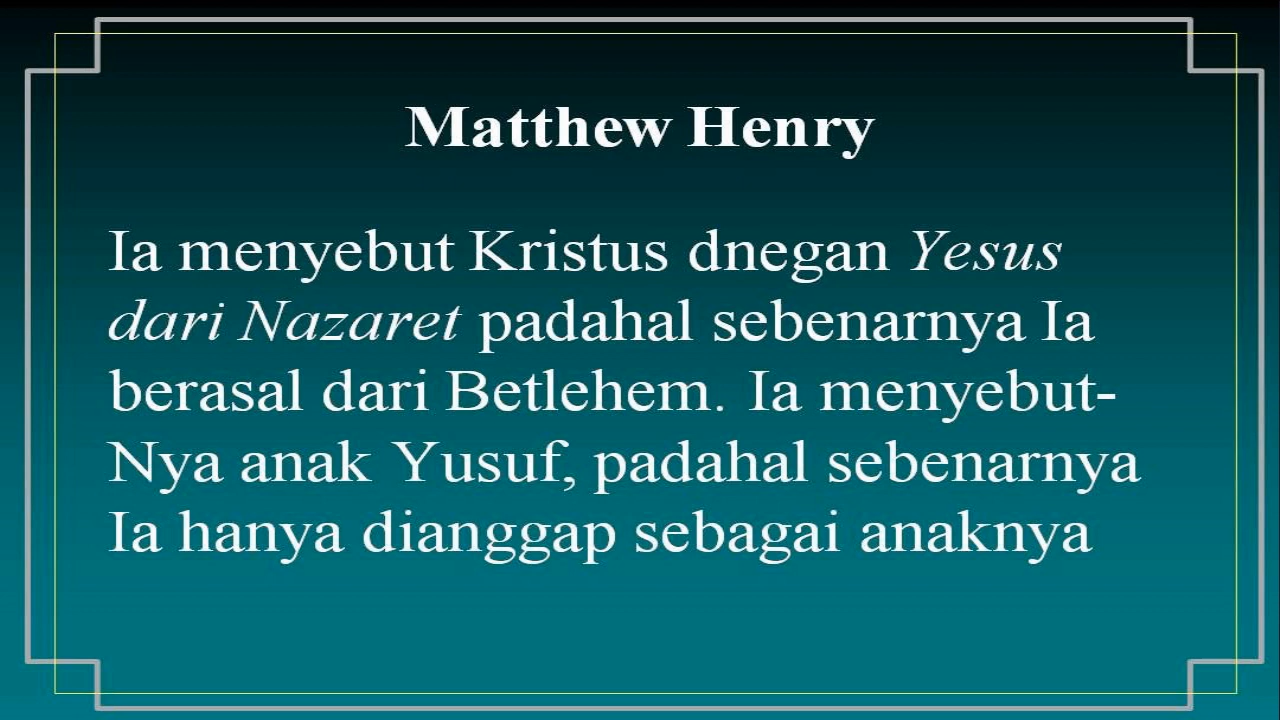 Matthew Henry
Ia menyebut Kristus dnegan Yesus
dari Nazaret padahal sebenarnya Ia
berasal dari Betlehem. Ia menyebut-
Nya anak Yusuf, padahal sebenarnya
Ia hanya dianggap sebagai anaknya